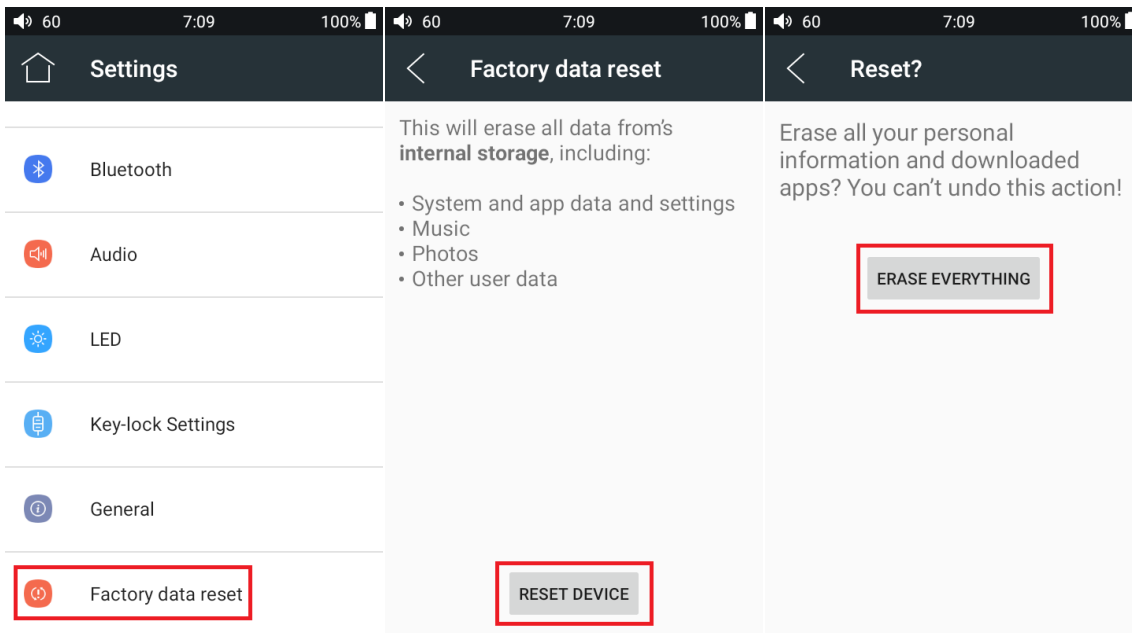 60 7:09 100%
Settings
Bluetooth
Audio
LED
Key-lock Settings
General
Factory data reset
60 7:09 100%
Factory data reset
This will erase all data from's
internal storage, including:
• System and app data and settings
• Music
• Photos
• Other user data
RESET DEVICE
60 7:09 100%
Reset?
Erase all your personal
information and downloaded
apps? You can't undo this action!
ERASE EVERYTHING